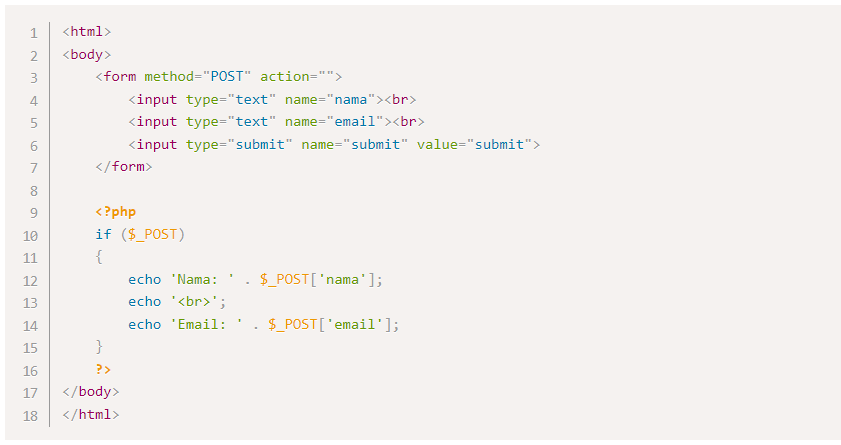 1 <html>
2 <body>
3     <form method="POST" action="">
4         <input type="text" name="nama"><br>
5         <input type="text" name="email"><br>
6         <input type="submit" name="submit" value="submit">
7     </form>
8
9     <?php
10     if ($_POST)
11     {
12         echo 'Nama: ' . $_POST['nama'];
13         echo '<br>';
14         echo 'Email: ' . $_POST['email'];
15     }
16     ?>
17 </body>
18 </html>